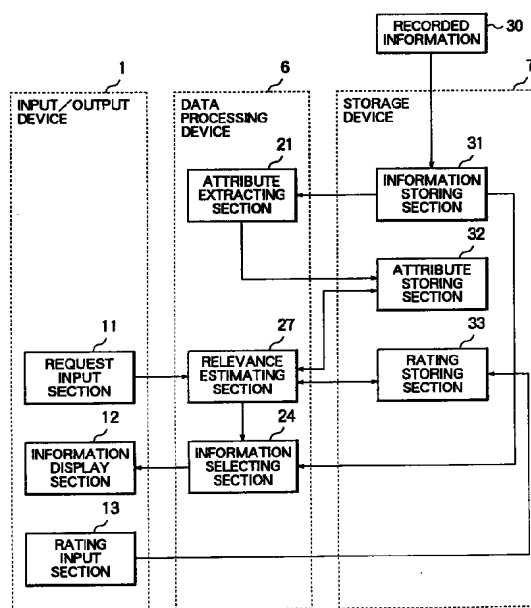 RECORDED
INFORMATION
30
1
6
7
INPUT/OUTPUT
DEVICE
DATA
PROCESSING
DEVICE
STORAGE
DEVICE
21
ATTRIBUTE
EXTRACTING
SECTION
31
INFORMATION
STORING
SECTION
32
ATTRIBUTE
STORING
SECTION
11
REQUEST
INPUT
SECTION
27
RELEVANCE
ESTIMATING
SECTION
33
RATING
STORING
SECTION
12
INFORMATION
DISPLAY
SECTION
24
INFORMATION
SELECTING
SECTION
13
RATING
INPUT
SECTION